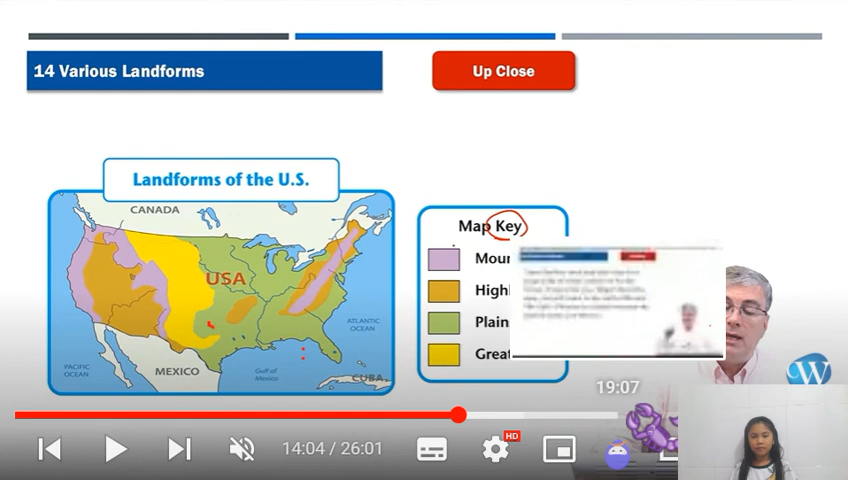 14 Various Landforms
Up Close
Landforms of the U.S.
CANADA
USA
ATLANTIC
OCEAN
PACIFIC
OCEAN
MEXICO
Gulf of
Mexico
CUBA
Map Key
Moun
Highl
Plain
Great
19:07
W
14:04 / 26:01
HD